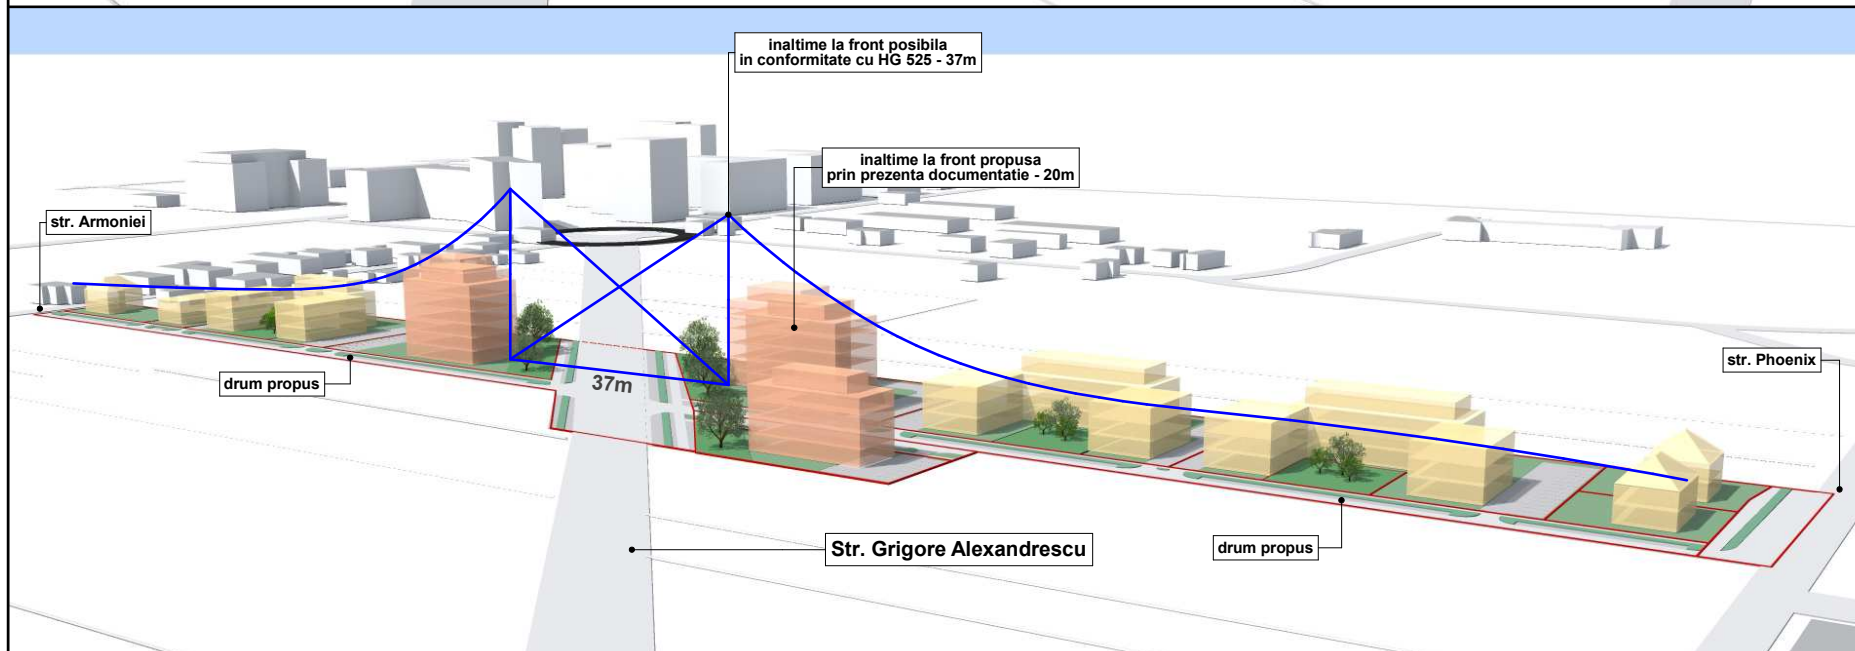 inaltime la front posibila
in conformitate cu HG 525 - 37m
inaltime la front propusa
prin prezenta documentatie - 20m
str. Armoniei
str. Phoenix
drum propus
37m
Str. Grigore Alexandrescu
drum propus